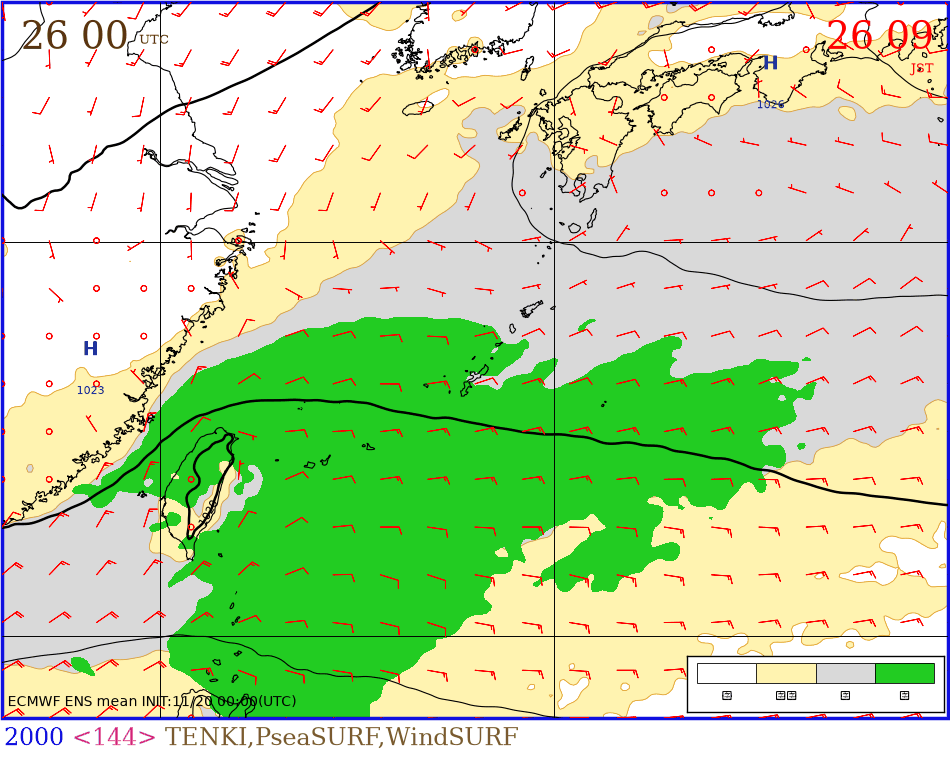 26 00 UTC
26 09
JST
H
1026
H
1023
1020
ECMWF ENS mean INIT:11/20 00:00(UTC)
2000 <144> TENKI,PseaSURF,WindSURF